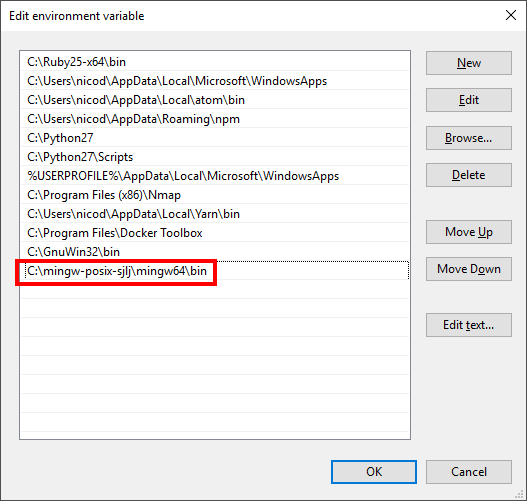 Edit environment variable
C:\Ruby25-x64\bin
C:\Users\nicod\AppData\Local\Microsoft\WindowsApps
C:\Users\nicod\AppData\Local\atom\bin
C:\Users\nicod\AppData\Roaming\npm
C:\Python27
C:\Python27\Scripts
%USERPROFILE%\AppData\Local\Microsoft\WindowsApps
C:\Program Files (x86)\Nmap
C:\Users\nicod\AppData\Local\Yarn\bin
C:\Program Files\Docker Toolbox
C:\GnuWin32\bin
C:\mingw-posix-sjlj\mingw64\bin
New
Edit
Browse...
Delete
Move Up
Move Down
Edit text...
OK
Cancel